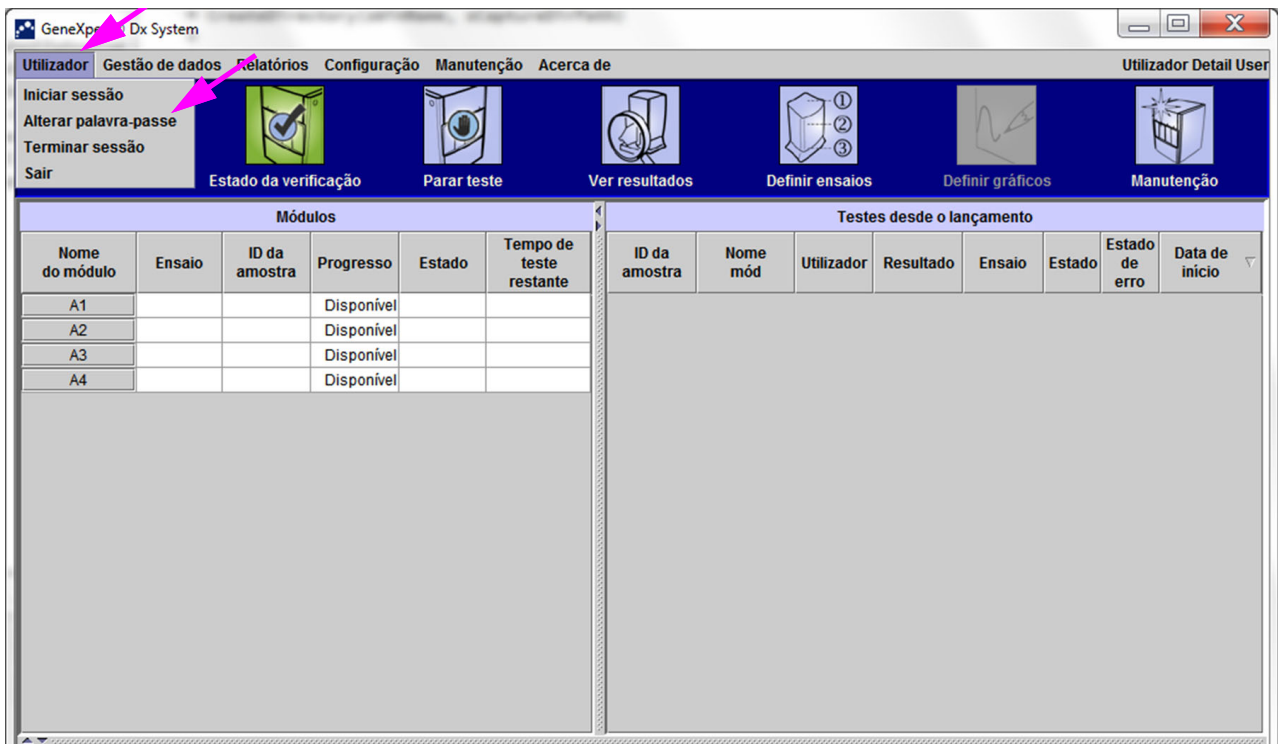 GeneXpert Dx System
Utilizador Gestão de dados Relatórios Configuração Manutenção Acerca de Utilizador Detail User
Iniciar sessão
Alterar palavra-passe
Terminar sessão
Sair
Estado da verificação Parar teste Ver resultados Definir ensaios Definir gráficos Manutenção
Módulos Testes desde o lançamento
Nome do módulo Ensaio ID da amostra Progresso Estado Tempo de teste restante ID da amostra Nome mód Utilizador Resultado Ensaio Estado Estado de erro Data de início
A1 Disponível
A2 Disponível
A3 Disponível
A4 Disponível